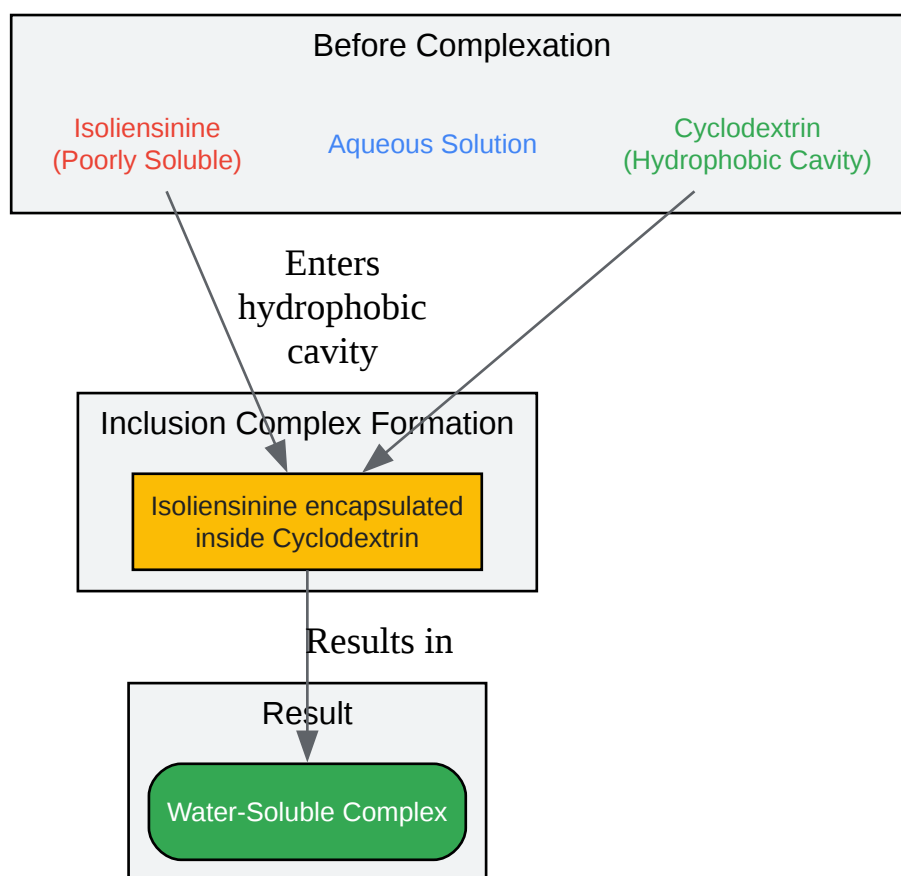 Before Complexation
Isoliensinine
(Poorly Soluble)
Aqueous Solution
Cyclodextrin
(Hydrophobic Cavity)
Enters
hydrophobic
cavity
Inclusion Complex Formation
Isoliensinine encapsulated
inside Cyclodextrin
Results in
Result
Water-Soluble Complex